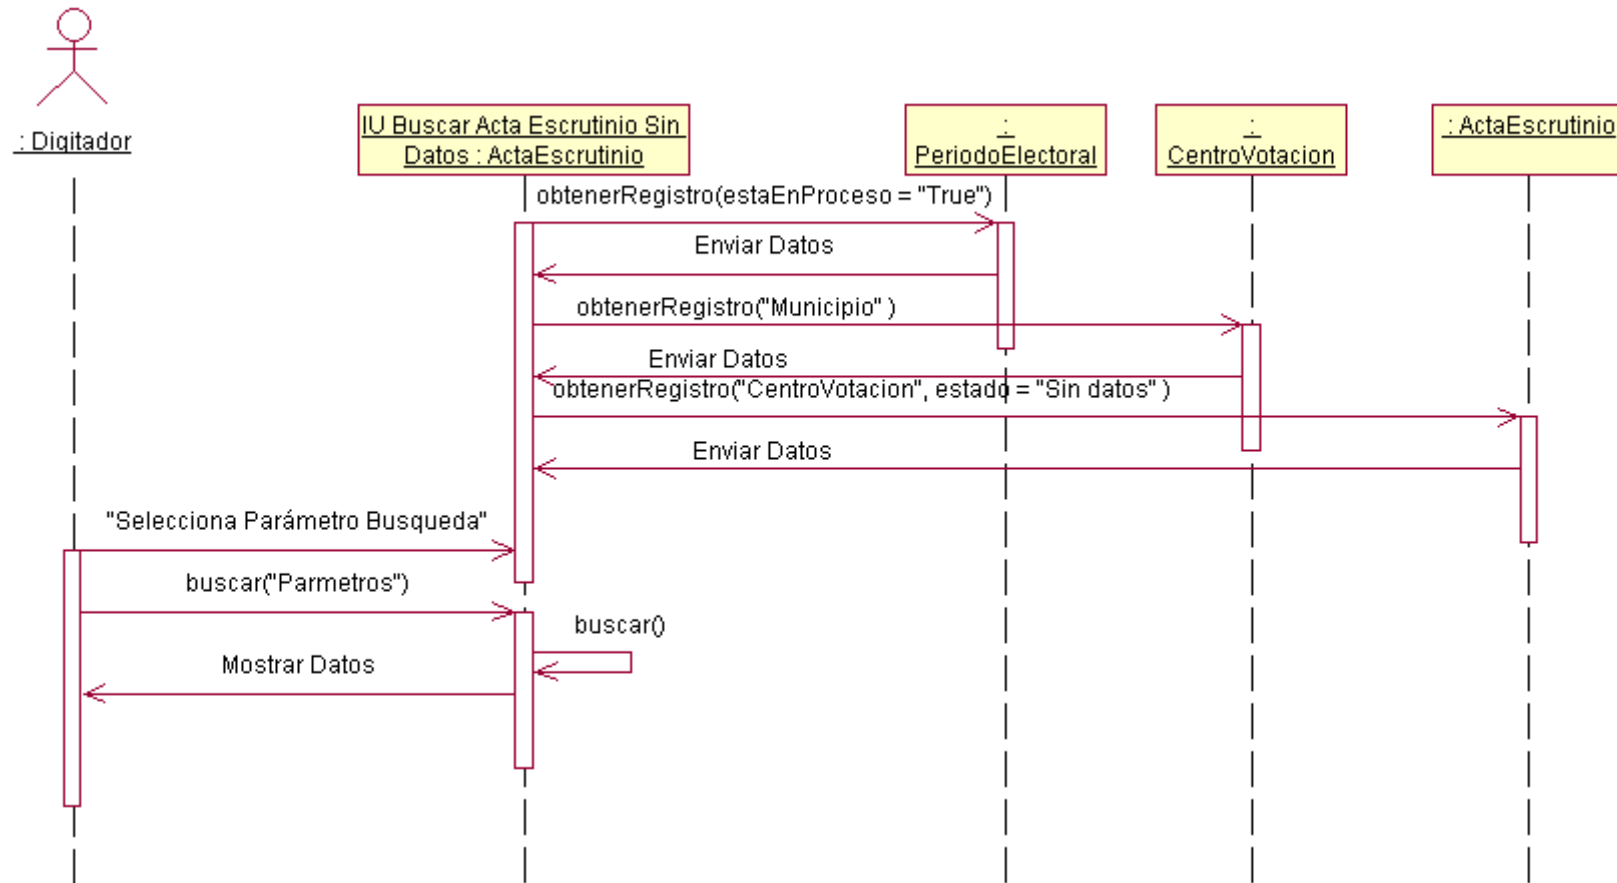 : Digitador
IU Buscar Acta Escrutinio Sin
Datos : ActaEscrutinio
:
PeriodoElectoral
:
CentroVotacion
: ActaEscrutinio
obtenerRegistro(estaEnProceso = "True")
Enviar Datos
obtenerRegistro("Municipio" )
Enviar Datos
obtenerRegistro("CentroVotacion", estado = "Sin datos" )
Enviar Datos
"Selecciona Parámetro Busqueda"
buscar("Parmetros")
buscar()
Mostrar Datos